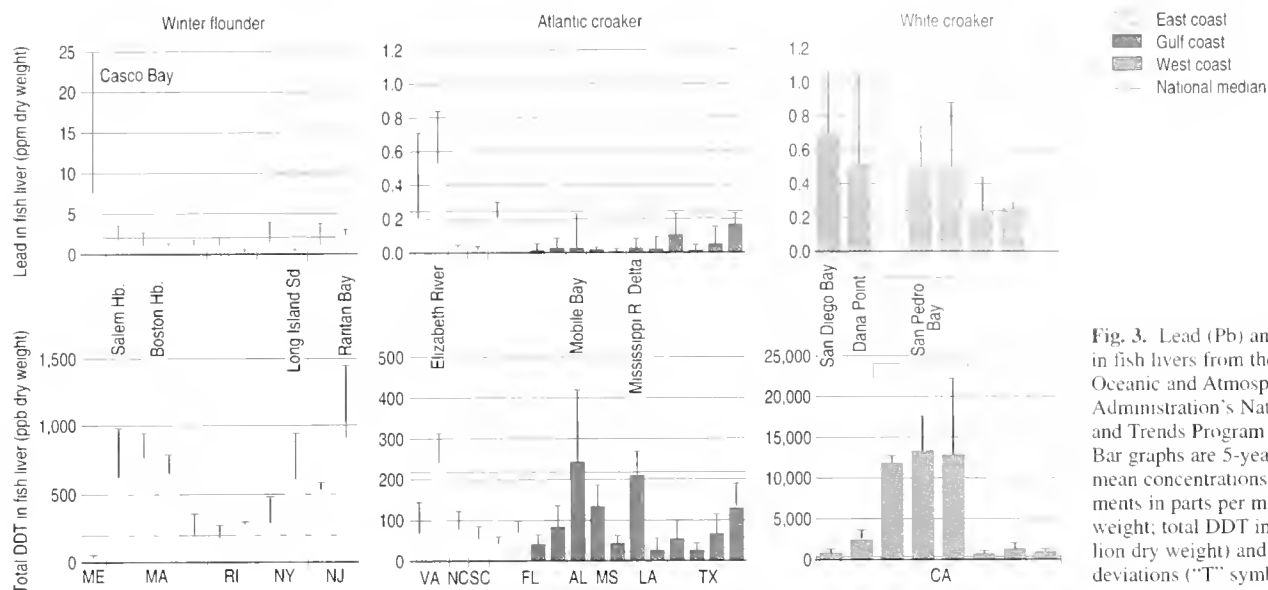 Winter flounder
Atlantic croaker
White croaker
East coast
Gulf coast
West coast
National median
Lead in fish liver (ppm dry weight)
25
20
15
10
5
0
Casco Bay
1.2
1.0
0.8
0.6
0.4
0.2
0.0
1.2
1.0
0.8
0.6
0.4
0.2
0.0
Salem Hb.
Boston Hb.
Long Island Sd
Raritan Bay
Elizabeth River
Mobile Bay
Mississippi R Delta
San Diego Bay
Dana Point
San Pedro
Bay
Total DDT in fish liver (ppb dry weight)
1,500
1,000
500
0
ME
MA
RI
NY
NJ
500
400
300
200
100
0
VA
NC
SC
FL
AL
MS
LA
TX
25,000
20,000
15,000
10,000
5,000
0
CA
Fig. 3. Lead (Pb) an
in fish livers from the
Oceanic and Atmosp
Administration's Nat
and Trends Program
Bar graphs are 5-yea
mean concentrations
ments in parts per m
weight; total DDT in
lion dry weight) and
deviations ("T" symb